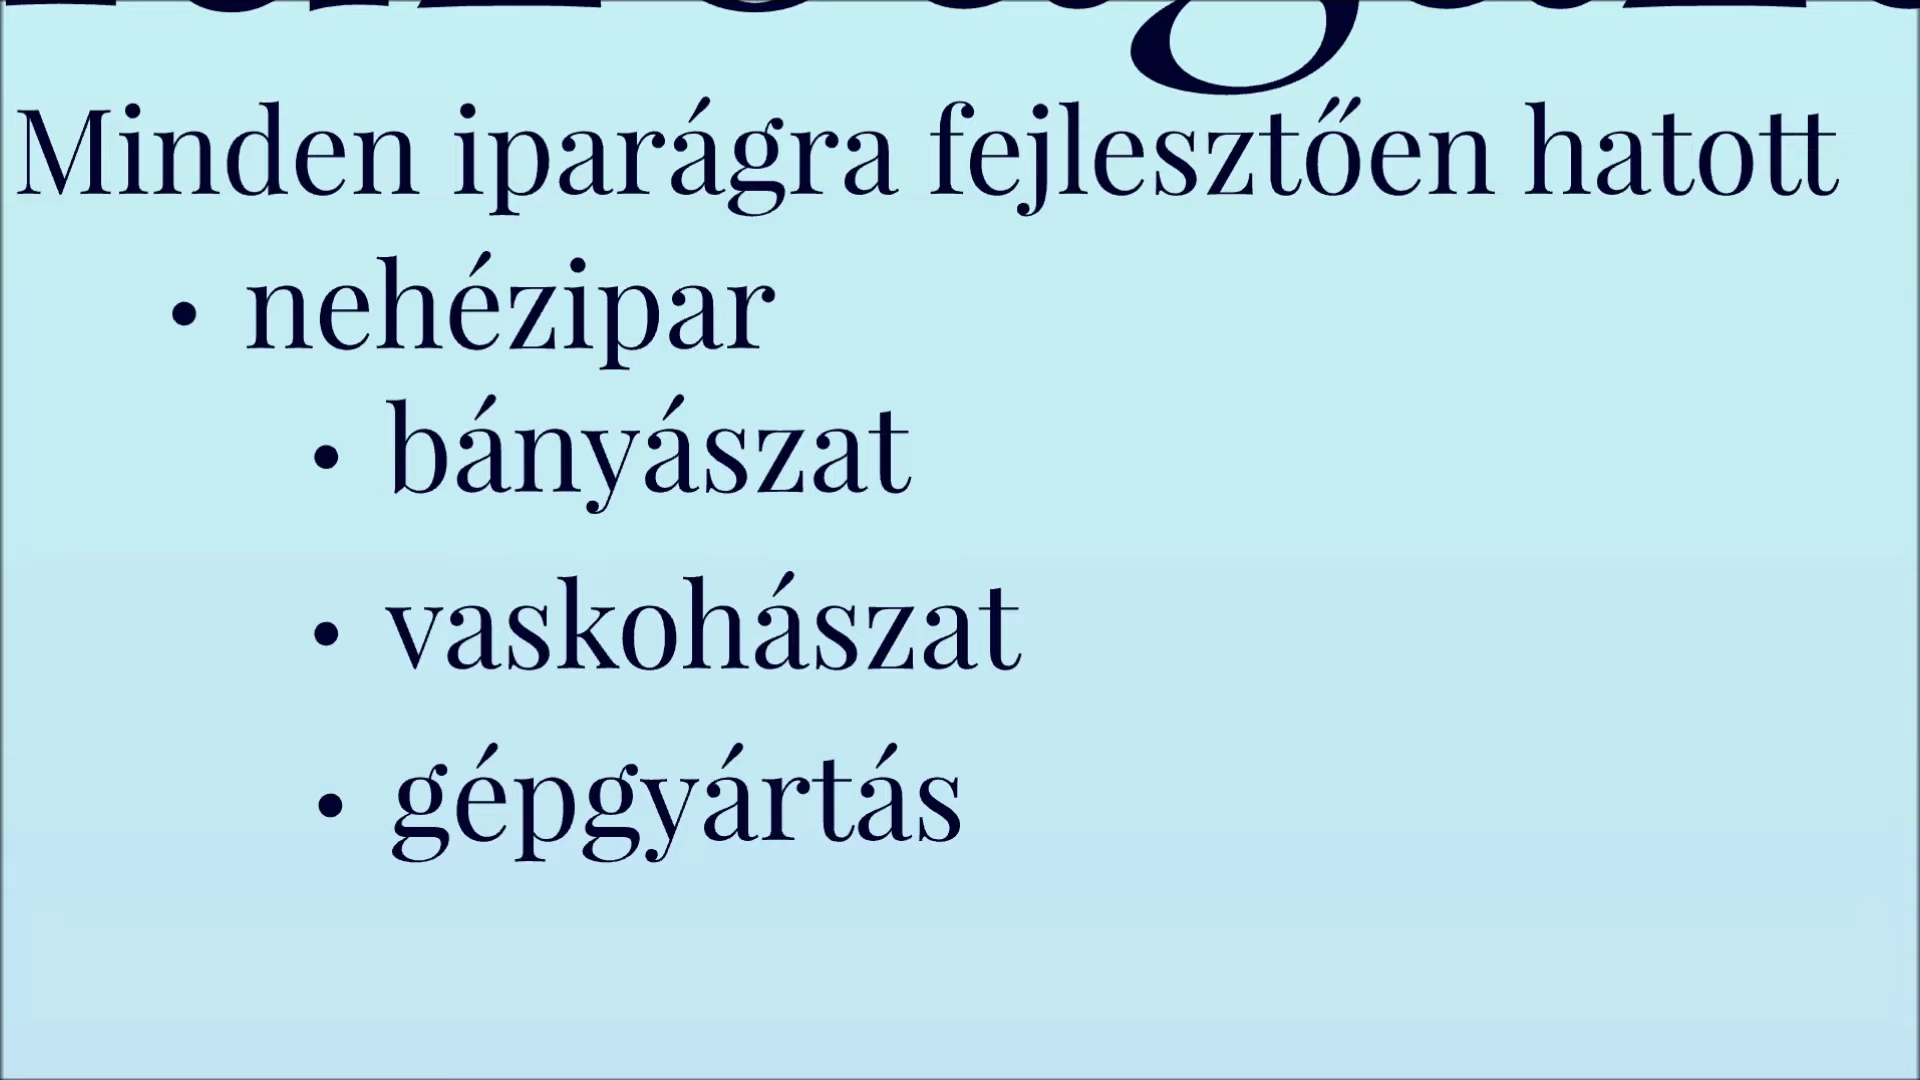 Minden iparágra fejlesztően hatott
• nehézipar
• bányászat
• vaskohászat
• gépgyártás